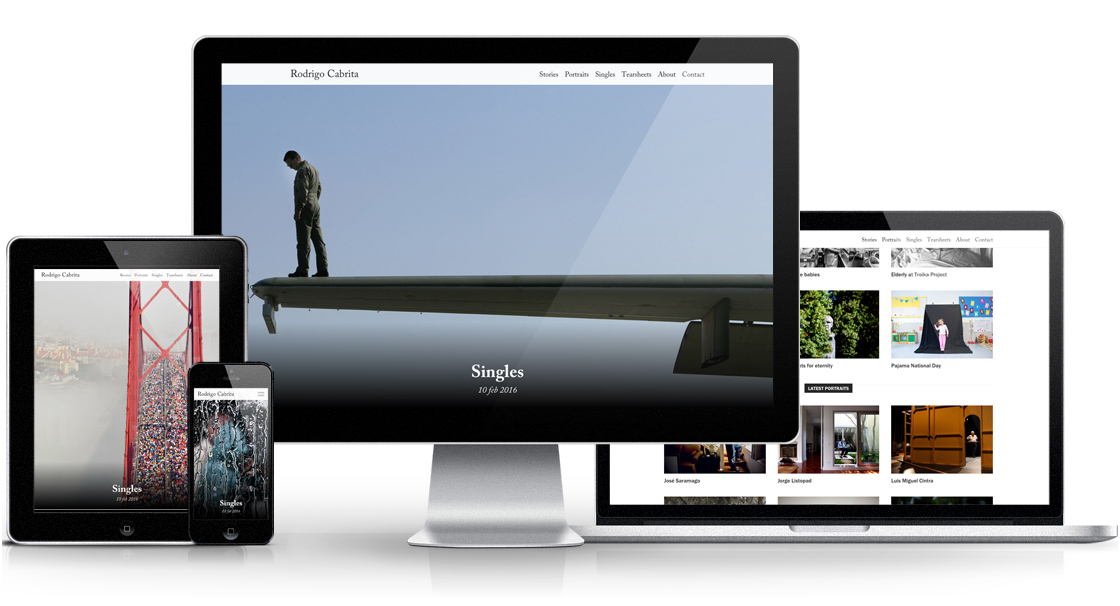 Rodrigo Cabrita
Stories Portraits Singles Tearsheets About Contact
Singles
10 feb 2016
Rodrigo Cabrita
Stories Portraits Singles Tearsheets About Contact
Singles
10 feb 2016
Rodrigo Cabrita
Singles
10 feb 2016
Stories Portraits Singles Tearsheets About Contact
babies
Elderly at Troika Project
for eternity
Pajama National Day
LATEST PORTRAITS
José Saramago
Jorge Listopad
Luis Miguel Cintra